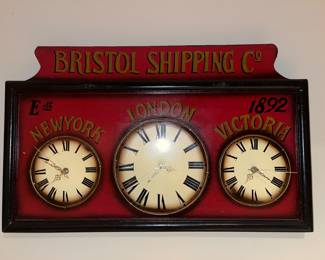 BRISTOL SHIPPING Co
Est 1892
NEWYORK LONDON VICTORIA